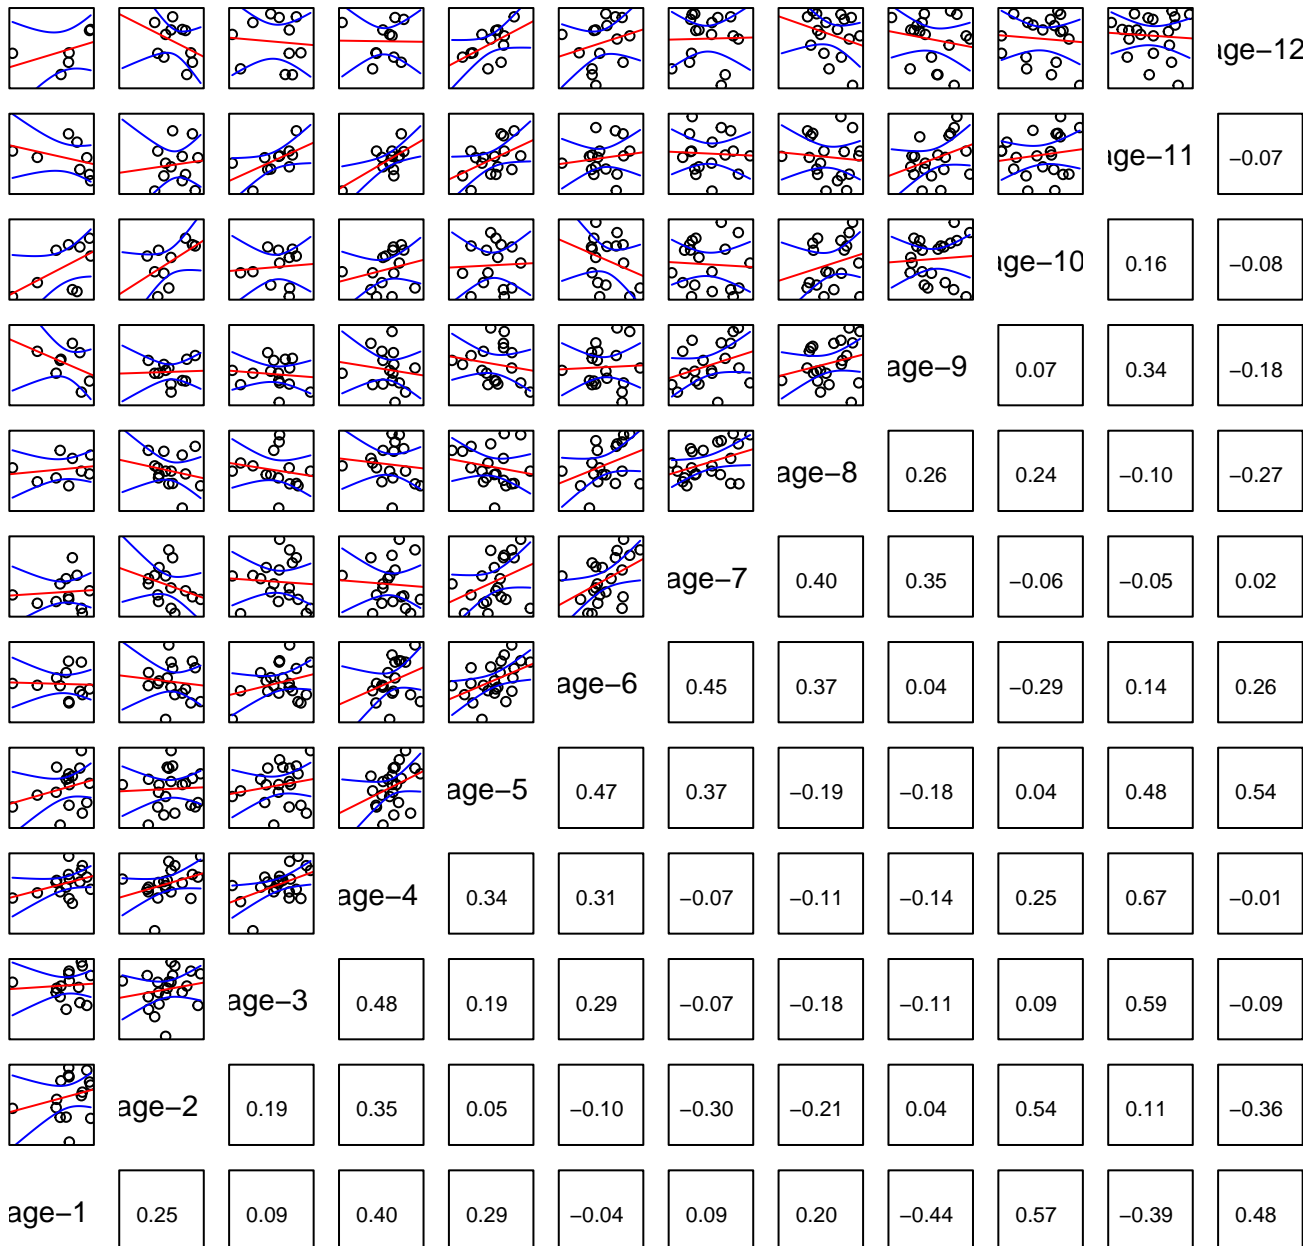 age−12
age−11 −0.07
age−10 0.16 −0.08
age−9 0.07 0.34 −0.18
age−8 0.26 0.24 −0.10 −0.27
age−7 0.40 0.35 −0.06 −0.05 0.02
age−6 0.45 0.37 0.04 −0.29 0.14 0.26
age−5 0.47 0.37 −0.19 −0.18 0.04 0.48 0.54
age−4 0.34 0.31 −0.07 −0.11 −0.14 0.25 0.67 −0.01
age−3 0.48 0.19 0.29 −0.07 −0.18 −0.11 0.09 0.59 −0.09
age−2 0.19 0.35 0.05 −0.10 −0.30 −0.21 0.04 0.54 0.11 −0.36
age−1 0.25 0.09 0.40 0.29 −0.04 0.09 0.20 −0.44 0.57 −0.39 0.48